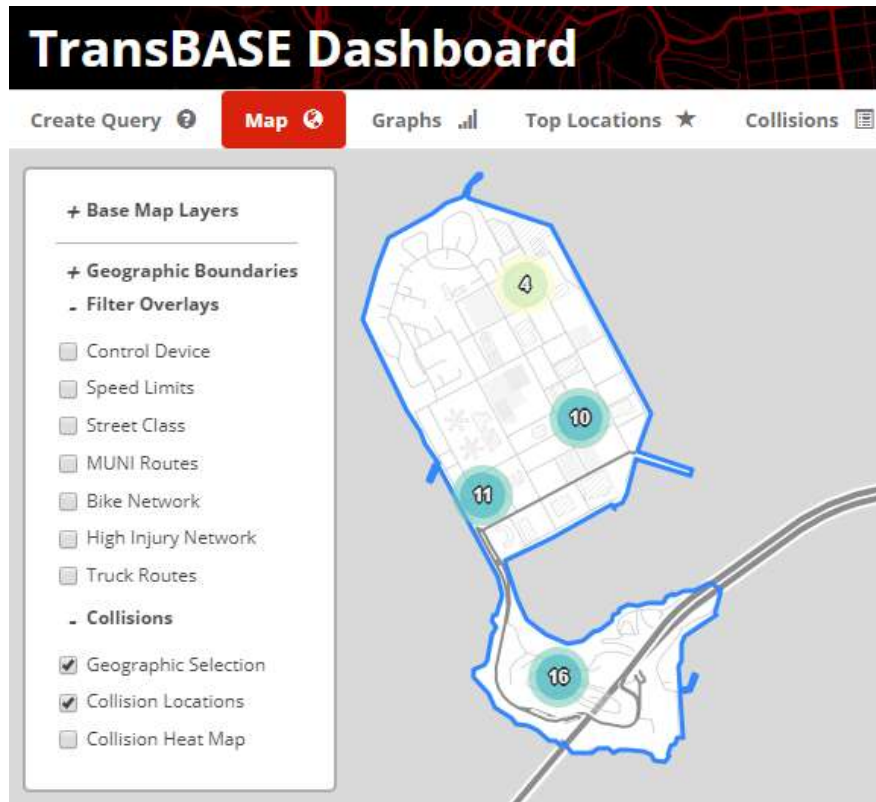 TransBASE Dashboard
Create Query ?
Map
Graphs
Top Locations ★
Collisions
+ Base Map Layers
+ Geographic Boundaries
- Filter Overlays
Control Device
Speed Limits
Street Class
MUNI Routes
Bike Network
High Injury Network
Truck Routes
- Collisions
Geographic Selection
Collision Locations
Collision Heat Map
4
10
11
16